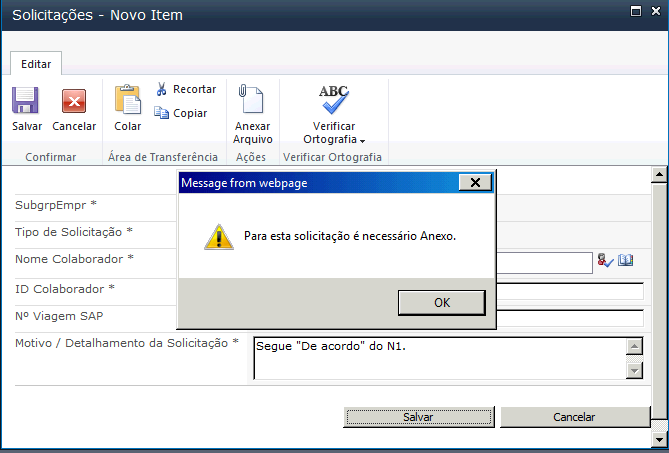 Solicitações - Novo Item
Editar
Salvar
Cancelar
Colar
Recortar
Copiar
Anexar
Arquivo
ABC
Verificar
Ortografia
Confirmar
Área de Transferência
Ações
Verificar Ortografia
Message from webpage
Para esta solicitação é necessário Anexo.
OK
SubgrpEmpr *
Tipo de Solicitação *
Nome Colaborador *
ID Colaborador *
Nº Viagem SAP
Motivo / Detalhamento da Solicitação *
Segue "De acordo" do N1.
Salvar
Cancelar